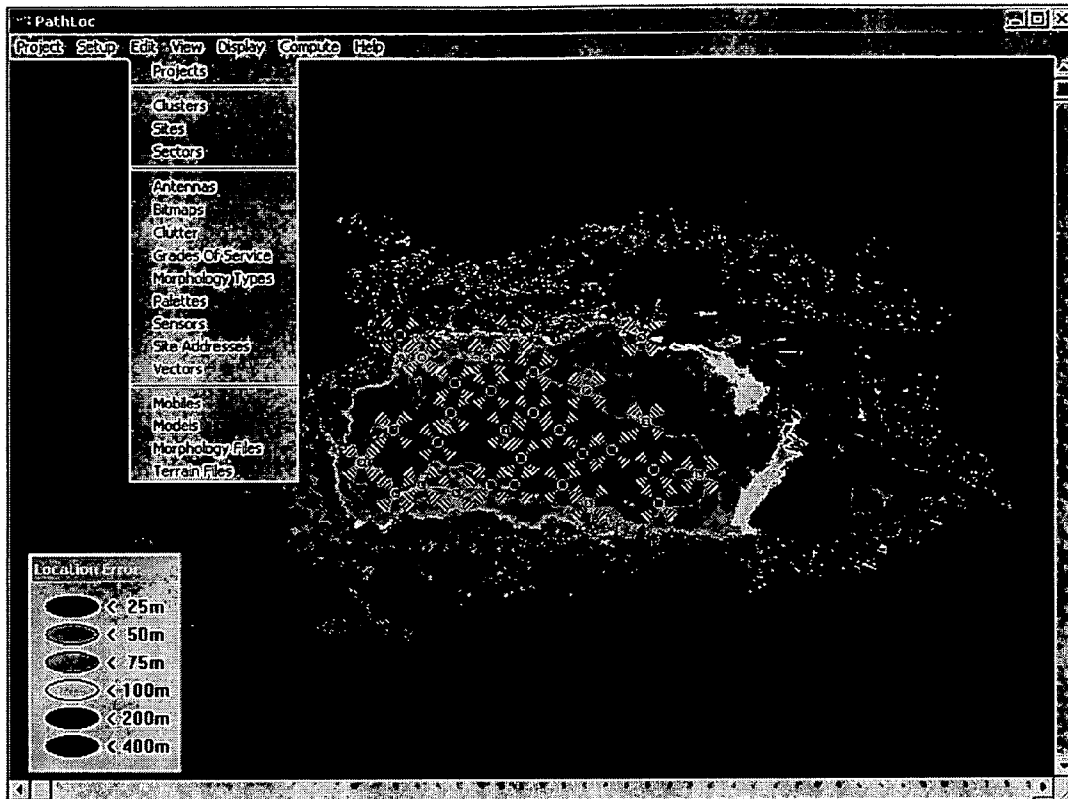 PathLoc
Project Setup Edit View Display Compute Help
Projects
Clusters
Sites
Sectors
Antennas
Bitmaps
Clutter
Grades Of Service
Morphology Types
Palettes
Sensors
Site Addresses
Vectors
Mobiles
Models
Morphology Files
Terrain Files
Location Error
< 25m
< 50m
< 75m
< 100m
< 200m
< 400m